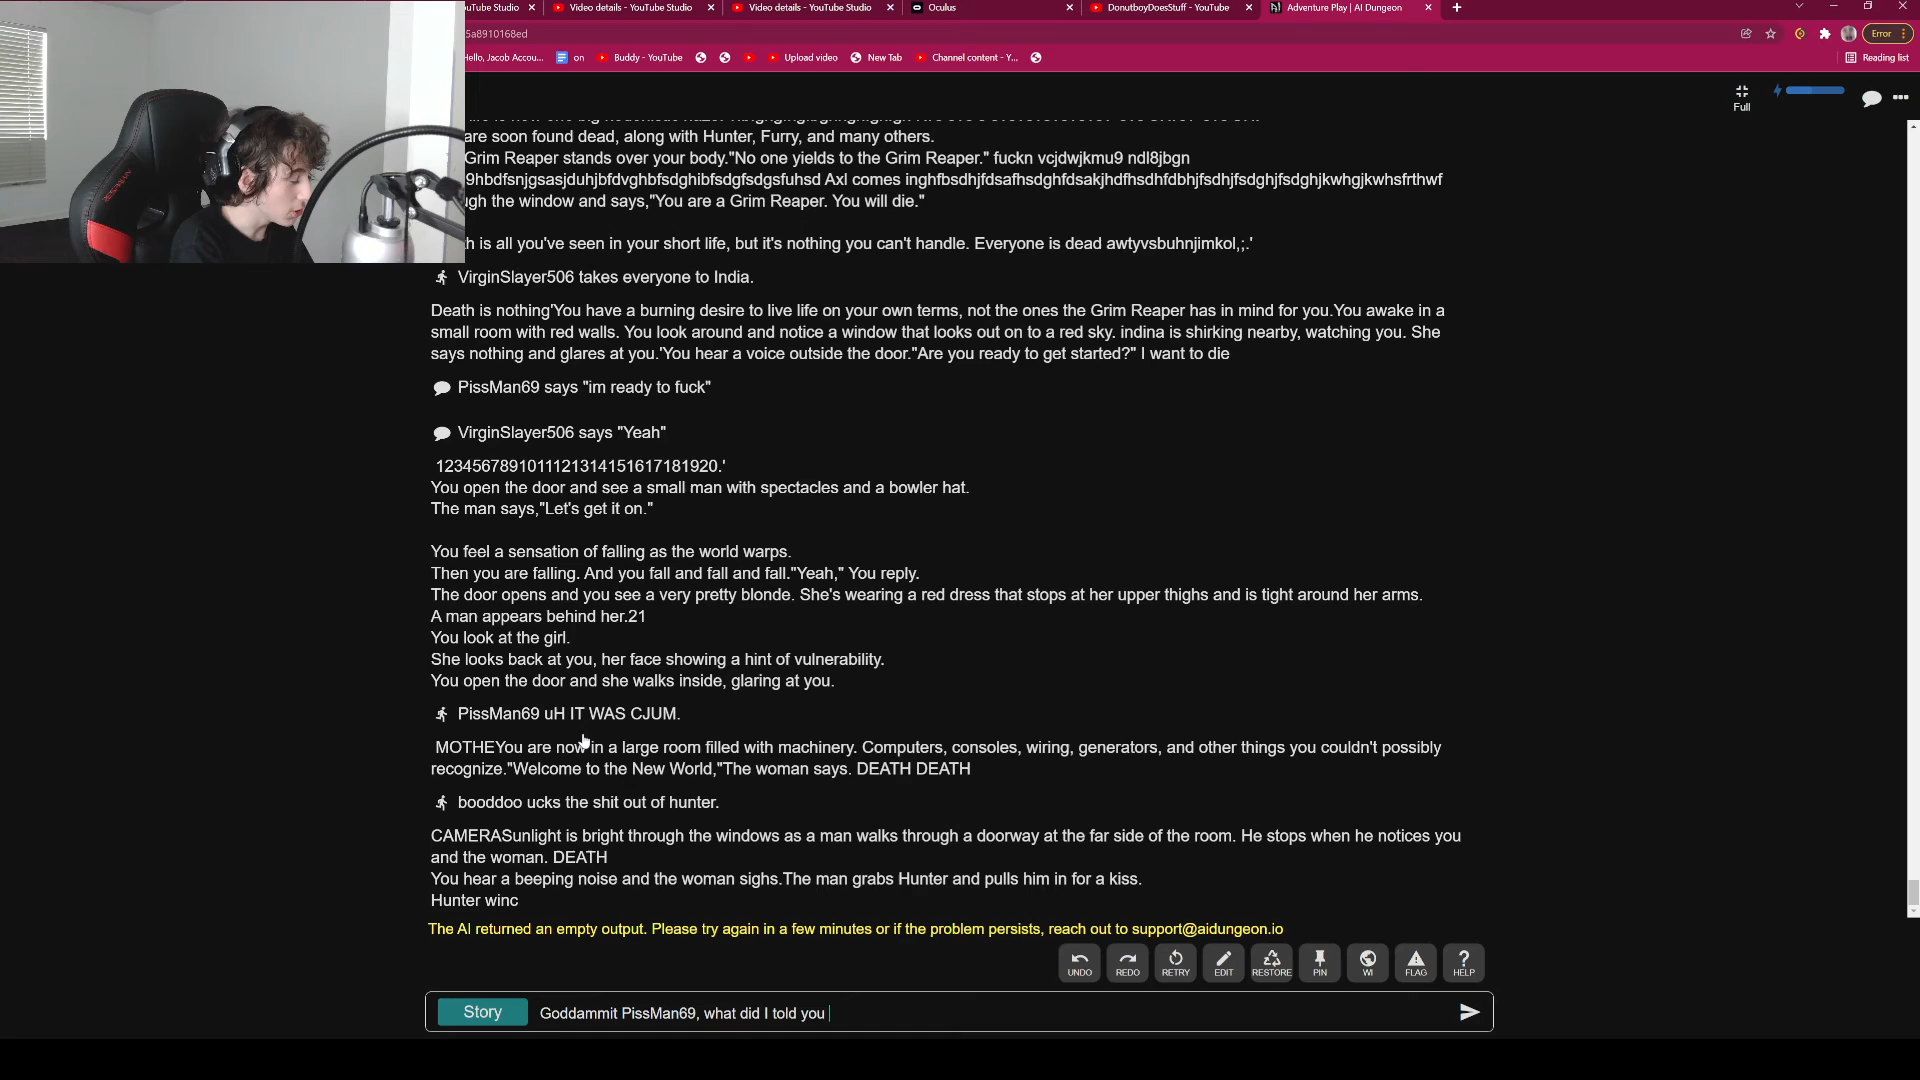 uTube Studio
Video details - YouTube Studio
Video details - YouTube Studio
Oculus
DonutboyDoesStuff - YouTube
Adventure Play | AI Dungeon
5a8910168ed
Error
Hello, Jacob Accou...
on
Buddy - YouTube
Upload video
New Tab
Channel content - Y...
Reading list
Full
are soon found dead, along with Hunter, Furry, and many others.
Grim Reaper stands over your body."No one yields to the Grim Reaper." fuckn vcjdwjkmu9 ndl8jbgn
9hbdfsnjgsasjduhjbfdvghbfsdghibfsdgfsdgsfuhsd Axl comes inghfbsdhjfdsafhsdghfdsakjhdfhsdhfdbhjfsdhjfsdghjfsdghjkwhgjkwhsfrthwf
ugh the window and says,"You are a Grim Reaper. You will die."
th is all you've seen in your short life, but it's nothing you can't handle. Everyone is dead awtyvsbuhnjimkol,;.'
VirginSlayer506 takes everyone to India.
Death is nothing'You have a burning desire to live life on your own terms, not the ones the Grim Reaper has in mind for you.You awake in a
small room with red walls. You look around and notice a window that looks out on to a red sky. indina is shirking nearby, watching you. She
says nothing and glares at you.'You hear a voice outside the door."Are you ready to get started?" I want to die
PissMan69 says "im ready to fuck"
VirginSlayer506 says "Yeah"
1234567891011121314151617181920.'
You open the door and see a small man with spectacles and a bowler hat.
The man says,"Let's get it on."
You feel a sensation of falling as the world warps.
Then you are falling. And you fall and fall and fall."Yeah," You reply.
The door opens and you see a very pretty blonde. She's wearing a red dress that stops at her upper thighs and is tight around her arms.
A man appears behind her.21
You look at the girl.
She looks back at you, her face showing a hint of vulnerability.
You open the door and she walks inside, glaring at you.
PissMan69 uH IT WAS CJUM.
MOTHEYou are now in a large room filled with machinery. Computers, consoles, wiring, generators, and other things you couldn't possibly
recognize."Welcome to the New World,"The woman says. DEATH DEATH
booddoo ucks the shit out of hunter.
CAMERASunlight is bright through the windows as a man walks through a doorway at the far side of the room. He stops when he notices you
and the woman. DEATH
You hear a beeping noise and the woman sighs.The man grabs Hunter and pulls him in for a kiss.
Hunter winc
The AI returned an empty output. Please try again in a few minutes or if the problem persists, reach out to support@aidungeon.io
UNDO
REDO
RETRY
EDIT
RESTORE
PIN
WI
FLAG
HELP
Story
Goddammit PissMan69, what did I told you